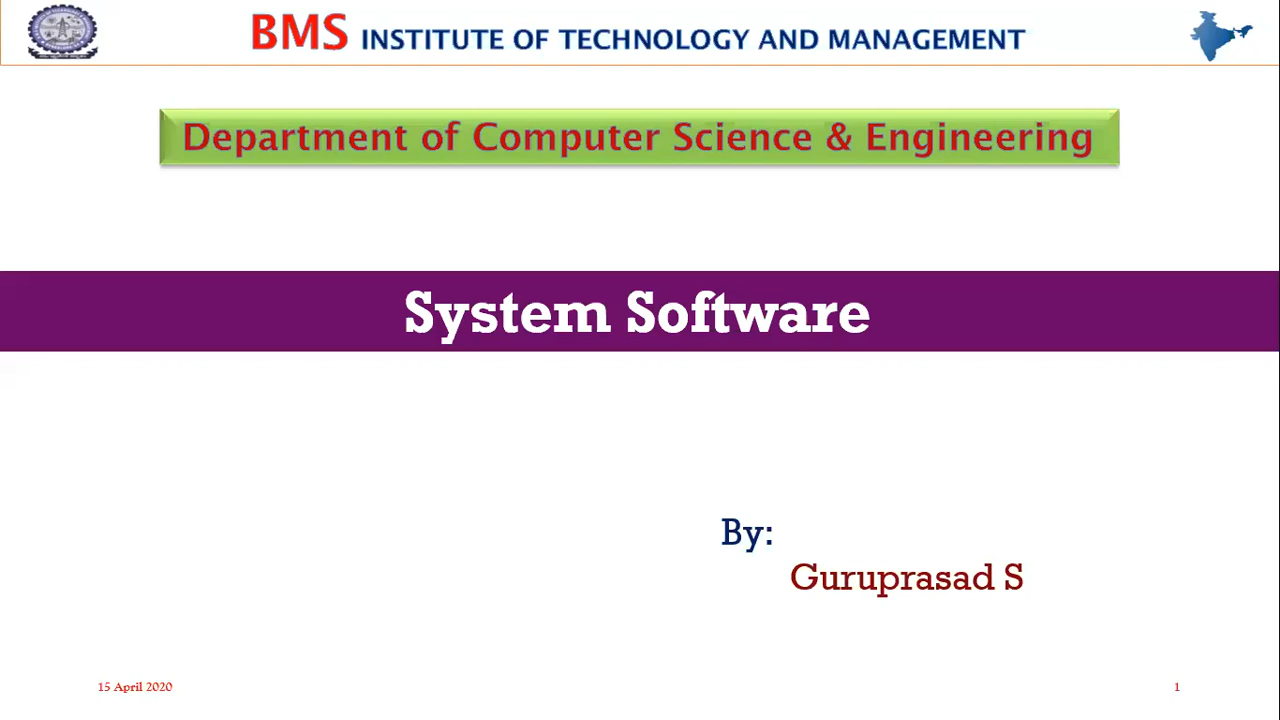 BMS INSTITUTE OF TECHNOLOGY AND MANAGEMENT
Department of Computer Science & Engineering
System Software
By:
Guruprasad S
15 April 2020
1